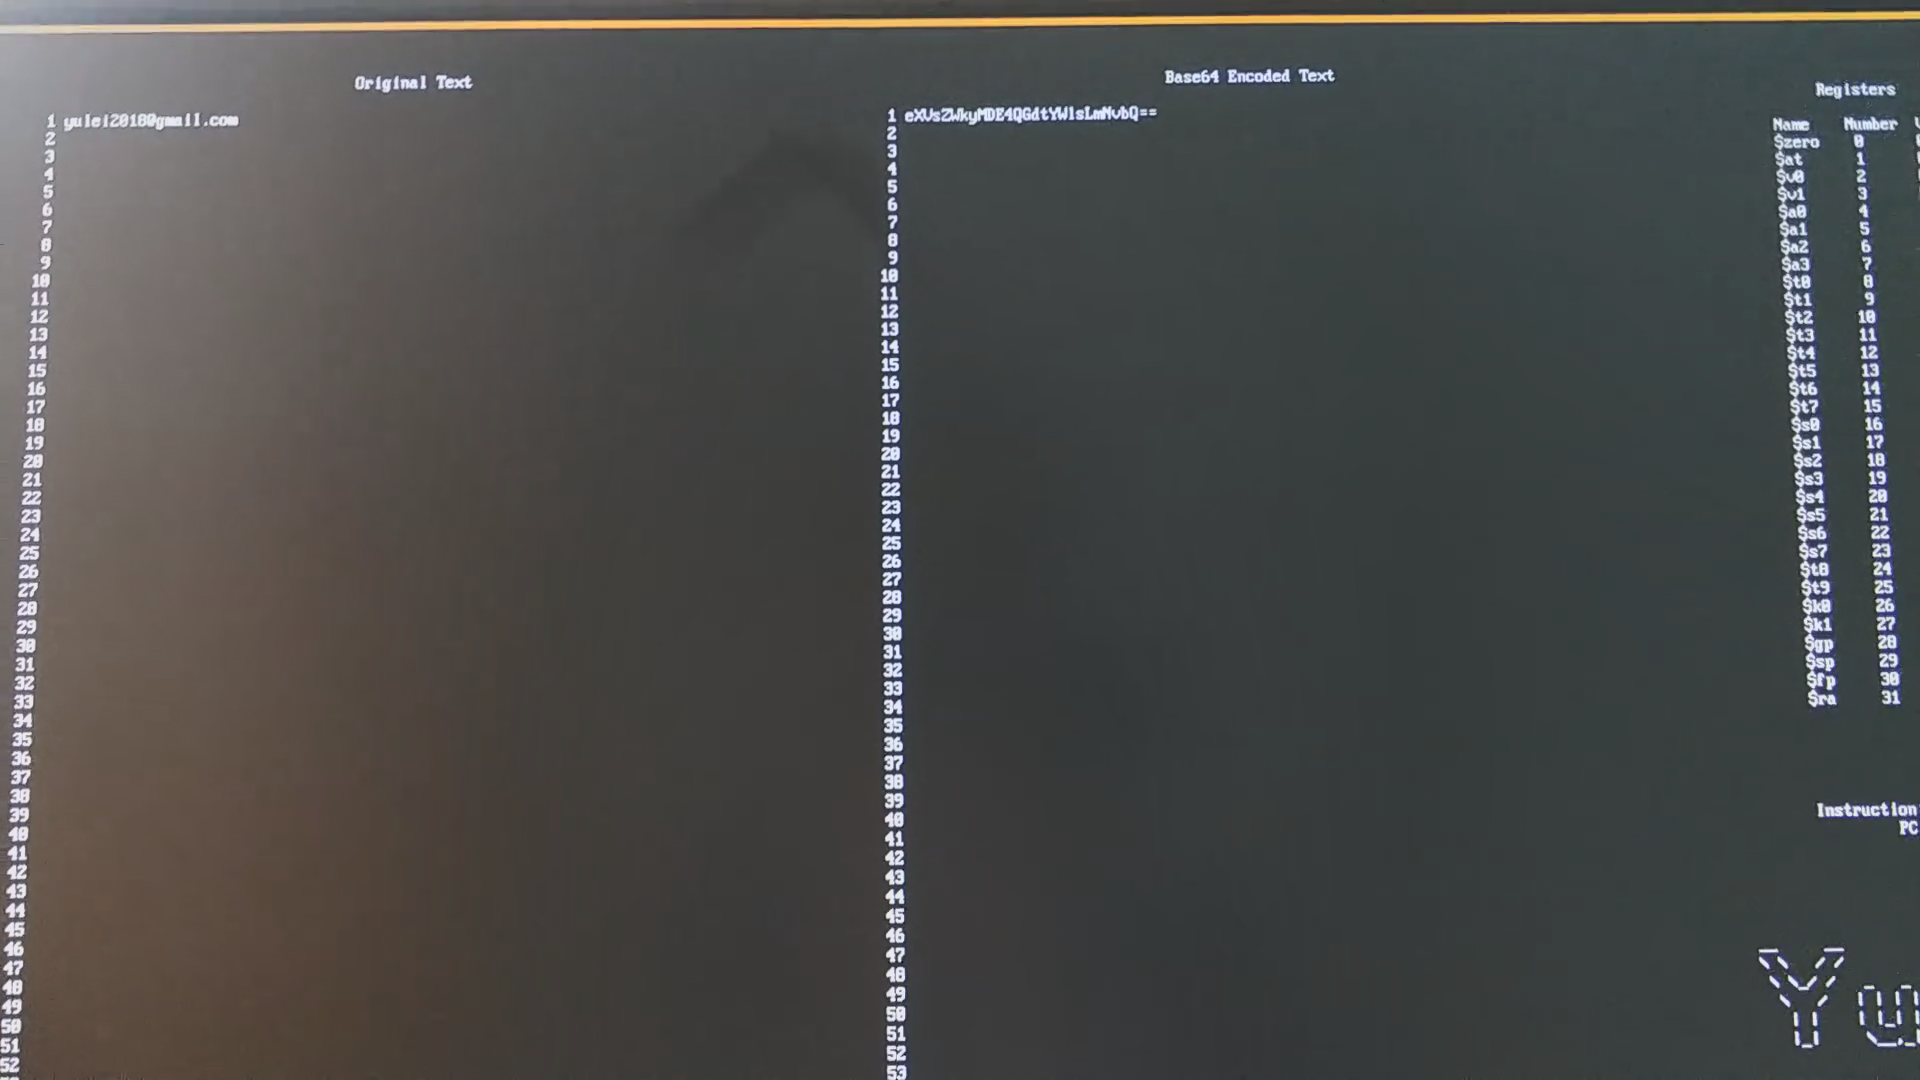 Original Text
1 yulei2018@gmail.com
2
3
4
5
6
7
8
9
10
11
12
13
14
15
16
17
18
19
20
21
22
23
24
25
26
27
28
29
30
31
32
33
34
35
36
37
38
39
40
41
42
43
44
45
46
47
48
49
50
51
52
Base64 Encoded Text
1 eXVsZWkyMDE4QGdtYWlsLmNvbQ==
2
3
4
5
6
7
8
9
10
11
12
13
14
15
16
17
18
19
20
21
22
23
24
25
26
27
28
29
30
31
32
33
34
35
36
37
38
39
40
41
42
43
44
45
46
47
48
49
50
51
52
53
Registers
Name Number
$zero 0
$at 1
$v0 2
$v1 3
$a0 4
$a1 5
$a2 6
$a3 7
$t0 8
$t1 9
$t2 10
$t3 11
$t4 12
$t5 13
$t6 14
$t7 15
$s0 16
$s1 17
$s2 18
$s3 19
$s4 20
$s5 21
$s6 22
$s7 23
$t8 24
$t9 25
$k0 26
$k1 27
$gp 28
$sp 29
$fp 30
$ra 31
Instruction
PC
Yu